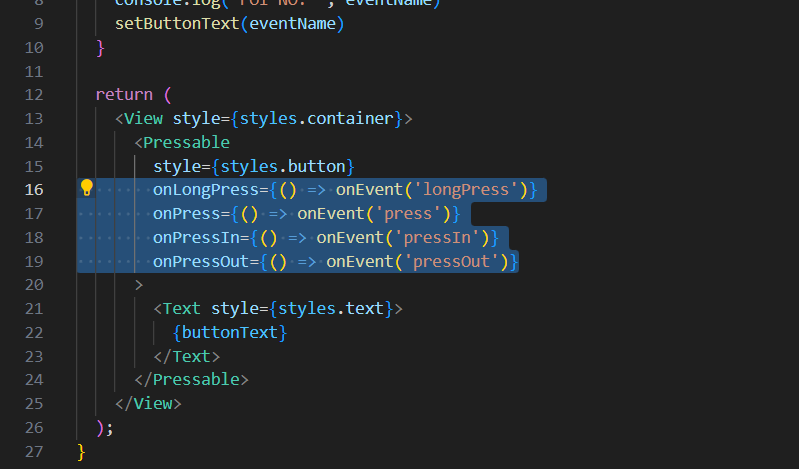 8 console.log(" , eventName)
9 setButtonText(eventName)
10 }
11
12 return (
13 <View style={styles.container}>
14 <Pressable
15 style={styles.button}
16 onLongPress={() => onEvent('longPress')}
17 onPress={() => onEvent('press')}
18 onPressIn={() => onEvent('pressIn')}
19 onPressOut={() => onEvent('pressOut')}
20 >
21 <Text style={styles.text}>
22 {buttonText}
23 </Text>
24 </Pressable>
25 </View>
26 );
27 }